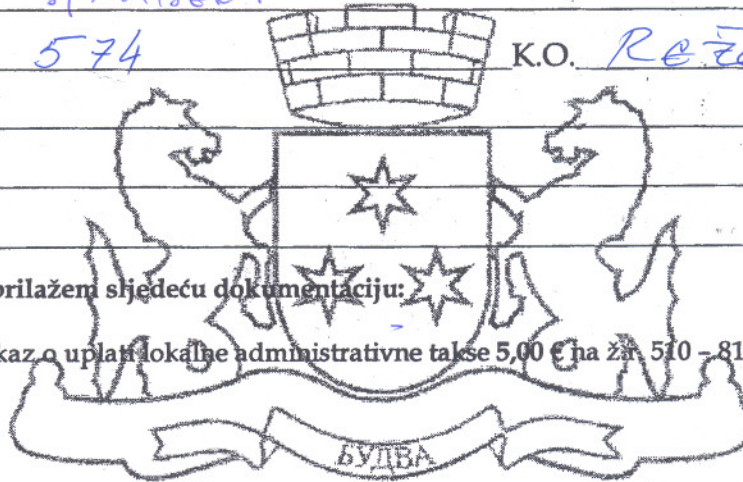 574 K.O.
prilažem sljedeću dokumentaciju:
kaz o uplati lokalne administrativne takse 5,00 € na ž.r. 510 – 81
БУДВА